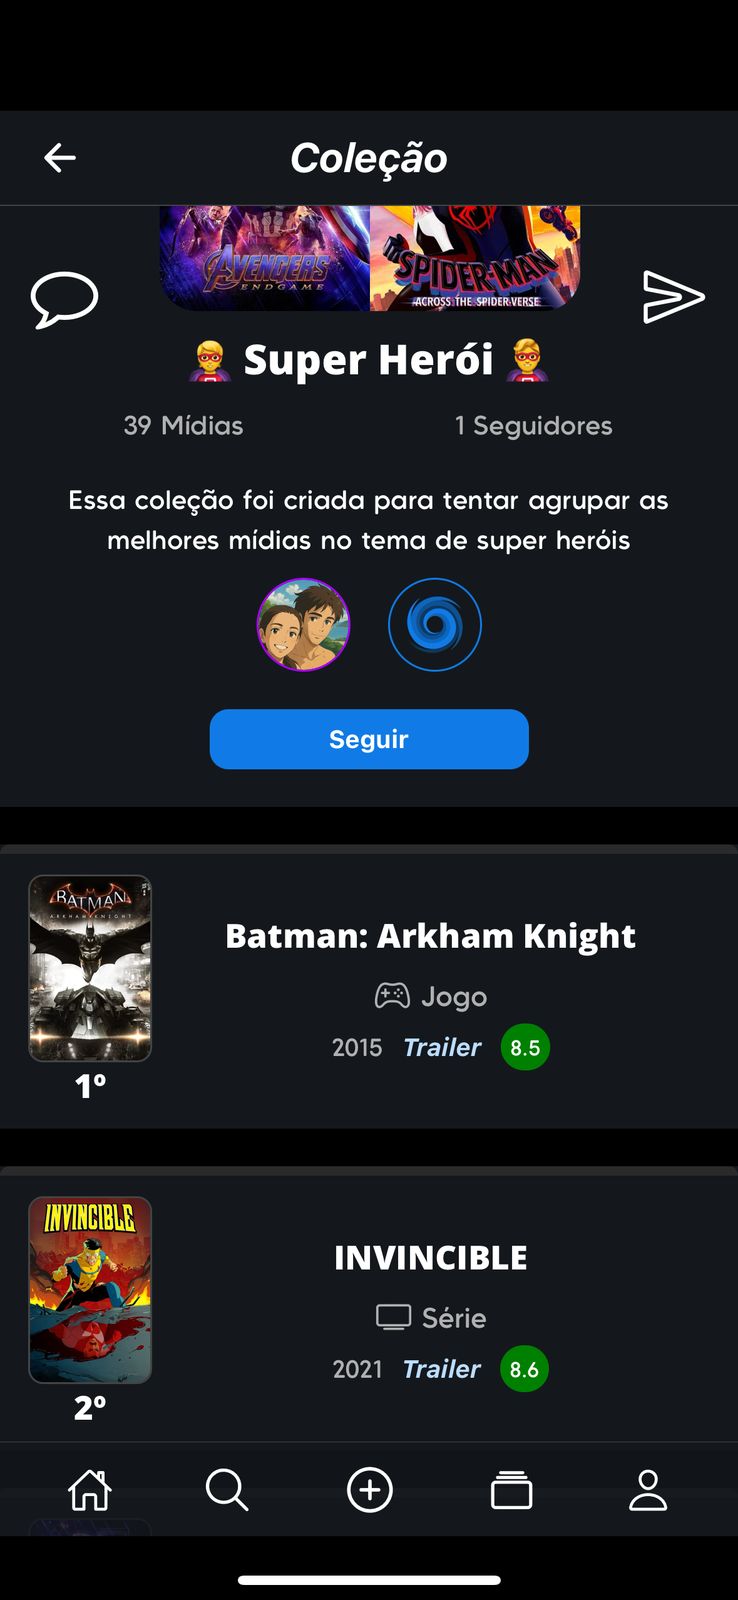 Coleção
AVENGERS
ENDGAME
SPIDER-MAN
ACROSS THE SPIDER-VERSE
Super Herói
39 Mídias
1 Seguidores
Essa coleção foi criada para tentar agrupar as
melhores mídias no tema de super heróis
Seguir
BATMAN
ARKHAM KNIGHT
Batman: Arkham Knight
Jogo
2015 Trailer 8.5
1º
INVINCIBLE
INVINCIBLE
Série
2021 Trailer 8.6
2º